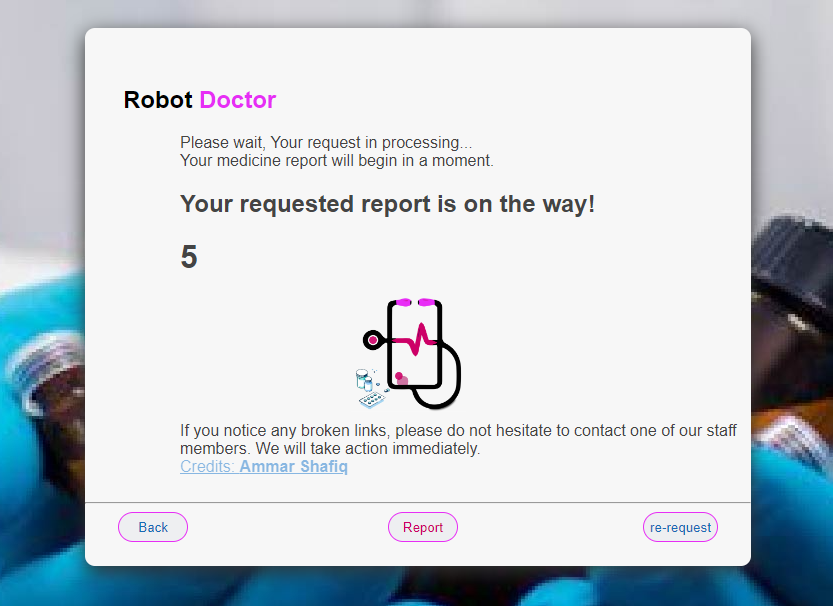 Robot Doctor
Please wait, Your request in processing...
Your medicine report will begin in a moment.
Your requested report is on the way!
5
If you notice any broken links, please do not hesitate to contact one of our staff
members. We will take action immediately.
Credits: Ammar Shafiq
Back
Report
re-request